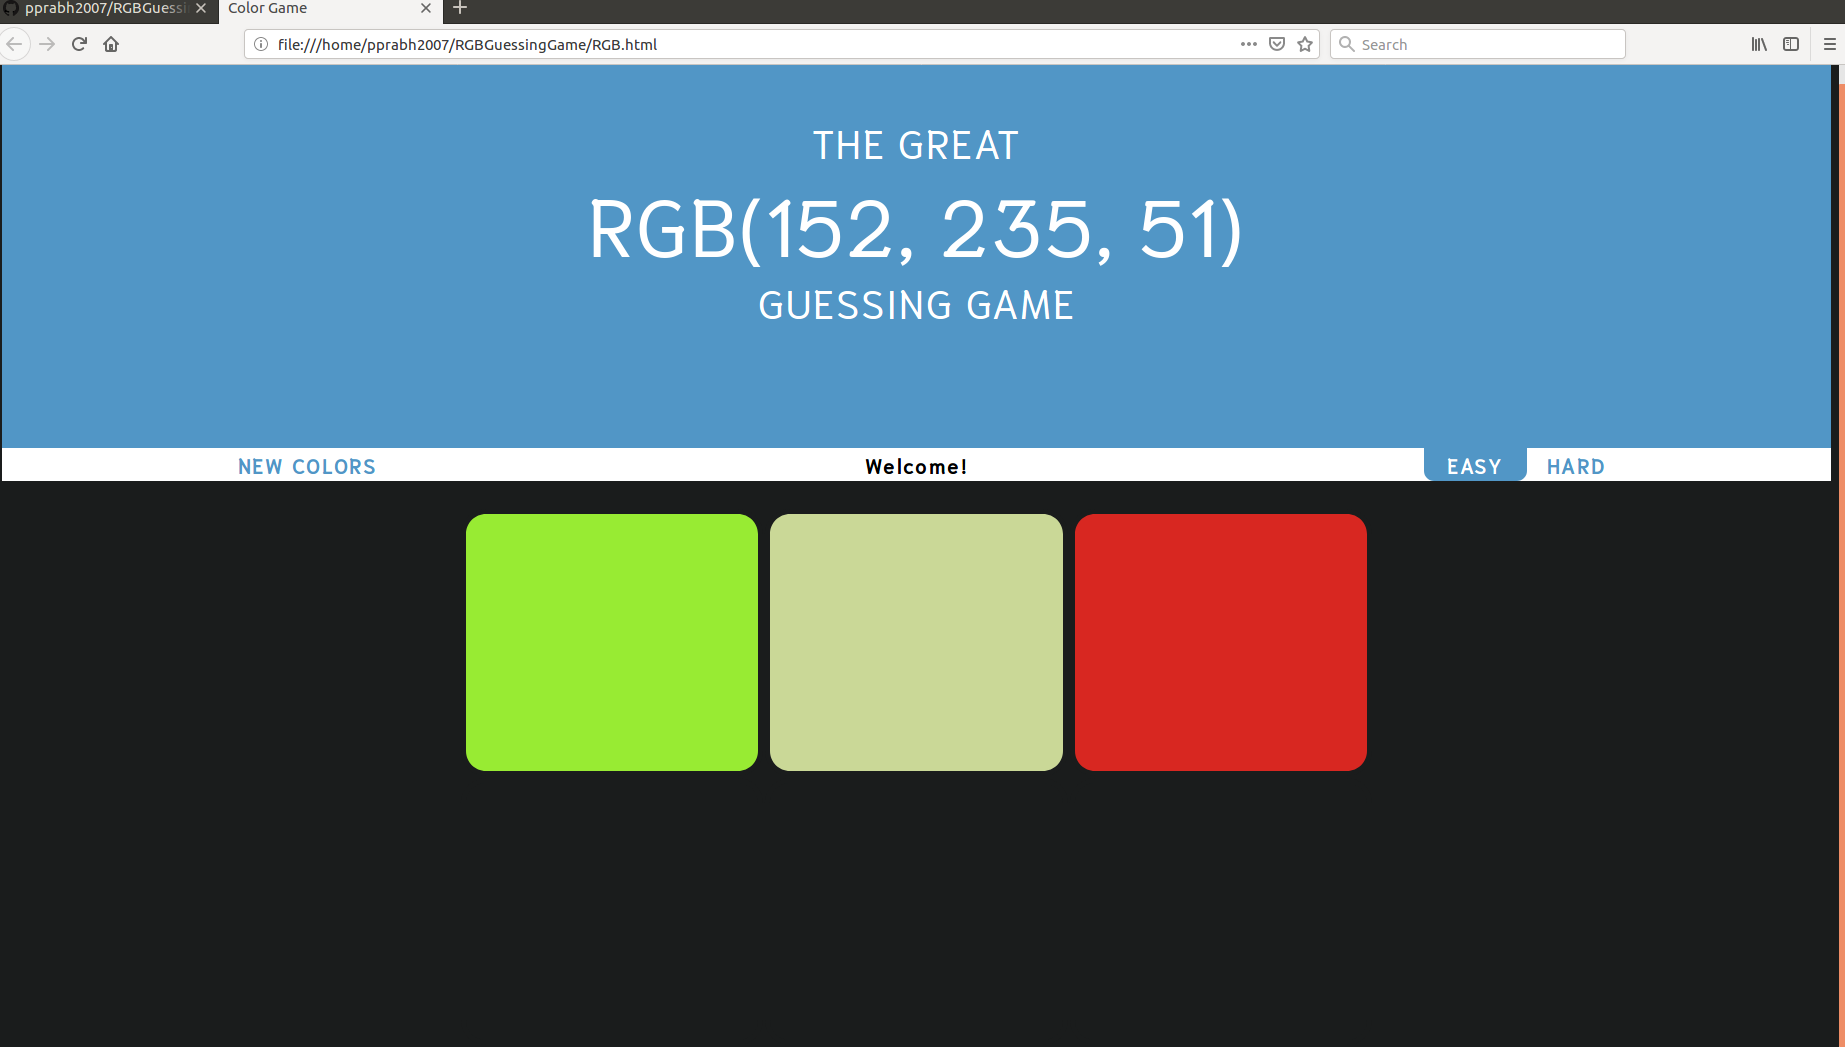 pprabh2007/RGBGuessi
Color Game
file:///home/pprabh2007/RGBGuessingGame/RGB.html
Search
THE GREAT
RGB(152, 235, 51)
GUESSING GAME
NEW COLORS
Welcome!
EASY
HARD